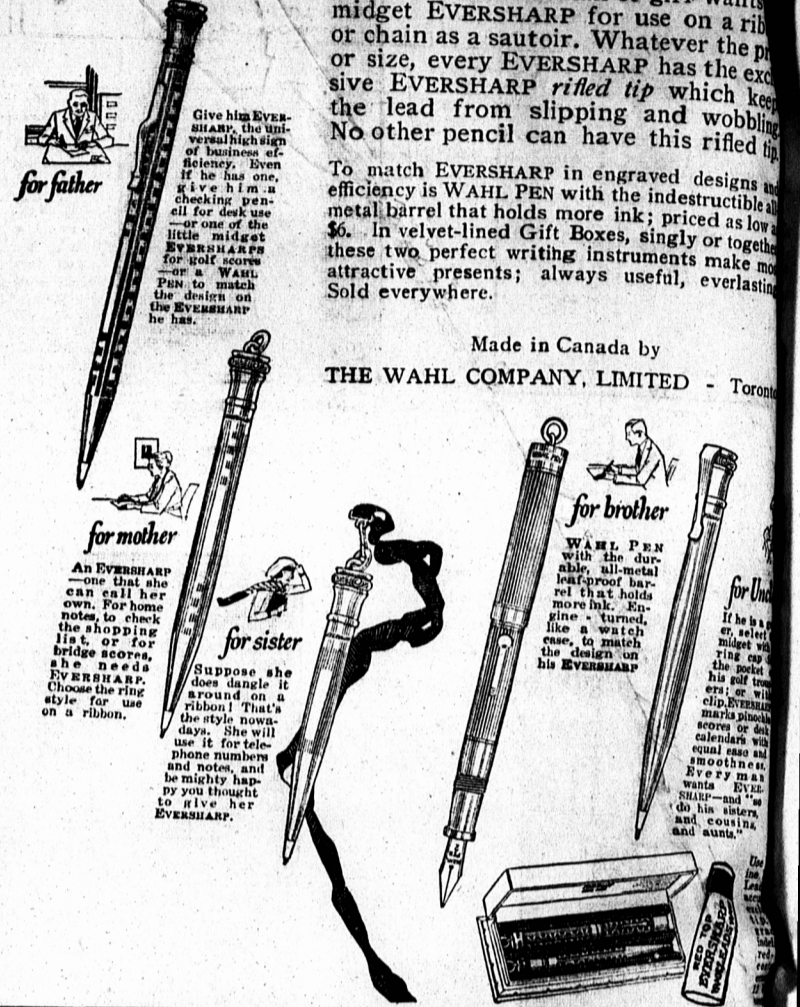 midget EVERSHARP for use on a
or chain as a sautoir. Whatever the
or size, every EVERSHARP has the
sive EVERSHARP rifled tip which
the lead from slipping and wobbling
No other pencil can have this rifled tip.
To match EVERSHARP in engraved designs and
efficiency is WAHL PEN with the indestructible
metal barrel that holds more ink; priced as low
$6. In velvet-lined Gift Boxes, singly or
these two perfect writing instruments make
attractive presents; always useful, everlasting
Sold everywhere.
Made in Canada by
THE WAHL COMPANY, LIMITED - Toronto
for father
Give him EVER-
SHARP, the uni-
versal high sign
of business ef-
ficiency. Even
if he has one,
give him a
checking pen-
cil for desk use
—or one of the
little midget
EVERSHARPS
for golf scores
—or a WAHL
PEN to match
the design on
the EVERSHARP
he has.
for mother
An EVERSHARP
—one that she
can call her
own. For home
notes, to check
the shopping
list, or for
bridge scores,
she needs
EVERSHARP.
Choose the ring
style for use
on a ribbon.
for sister
Suppose she
does dangle it
around on a
ribbon! That's
the style nowa-
days. She will
use it for tele-
phone numbers
and notes, and
be mighty hap-
py you thought
to give her
EVERSHARP.
for brother
WAHL PEN
with the dur-
able, all-metal
leaf-proof bar-
rel that holds
more ink. En-
gine-turned,
like a watch
case, to match
the design on
his EVERSHARP
for
If he is a
er, select
midget with
ring cap
the pocket
his golf
ers; or with
clip, EVERSHARP
marks pinochle
scores or desk
calendars with
equal ease and
smoothness.
Every man
wants EVER-
SHARP—and "so
do his sisters,
and cousins,
and aunts."
RED TOP
EVERSHARP